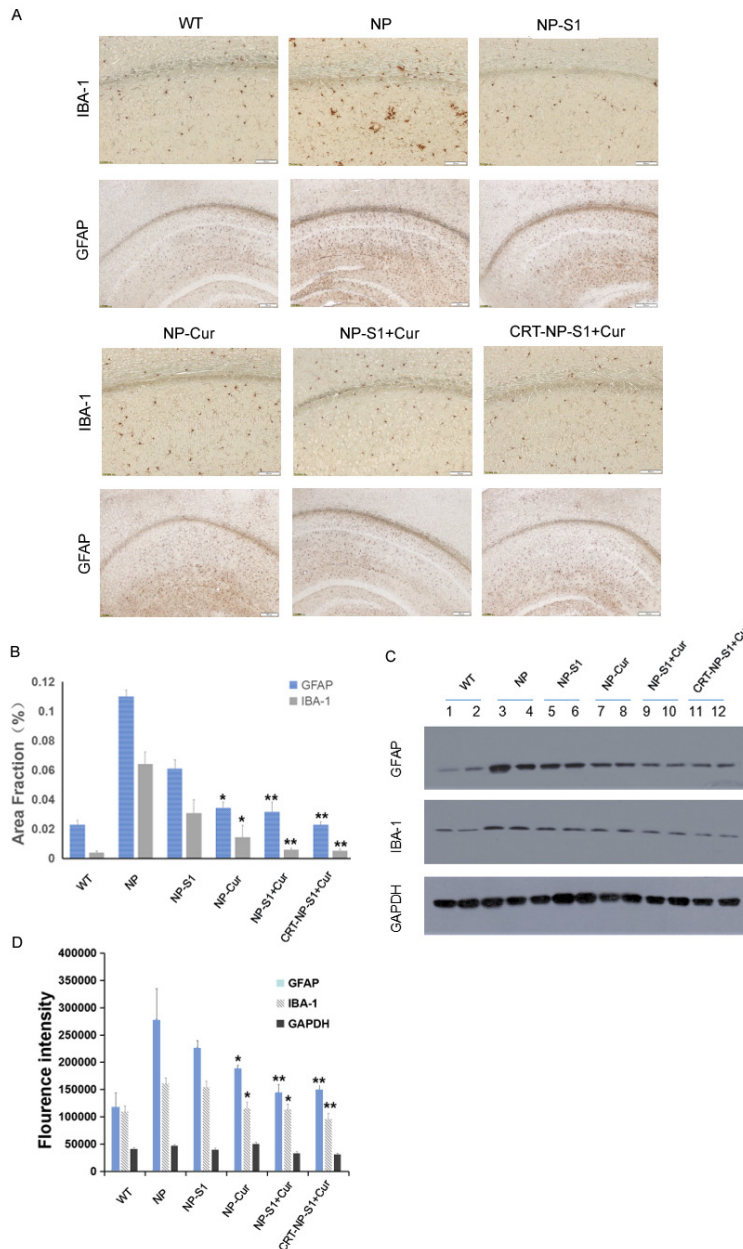 A
WT NP NP-S1
IBA-1
GFAP
NP-Cur NP-S1+Cur CRT-NP-S1+Cur
IBA-1
GFAP
B
Area Fraction (%)
0.12
0.1
0.08
0.06
0.04
0.02
0
GFAP
IBA-1
* * ** ** ** **
WT NP NP-S1 NP-Cur NP-S1+Cur CRT-NP-S1+Cur
C
WT NP NP-S1 NP-Cur NP-S1+Cur CRT-NP-S1+Cur
1 2 3 4 5 6 7 8 9 10 11 12
GFAP
IBA-1
GAPDH
D
Flourence intensity
400000
350000
300000
250000
200000
150000
100000
50000
0
GFAP
IBA-1
GAPDH
* * ** * ** **
WT NP NP-S1 NP-Cur NP-S1+Cur CRT-NP-S1+Cur